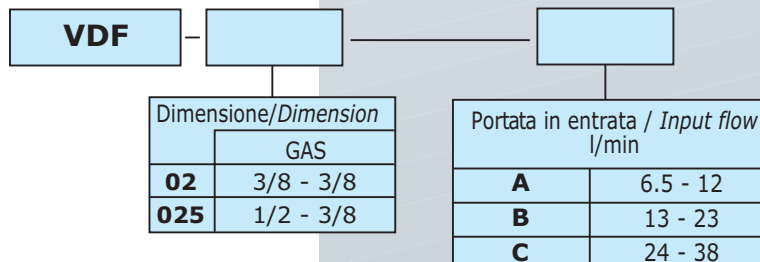 VDF –
Dimensione/Dimension
GAS
02 3/8 - 3/8
025 1/2 - 3/8
Portata in entrata / Input flow
l/min
A 6.5 - 12
B 13 - 23
C 24 - 38